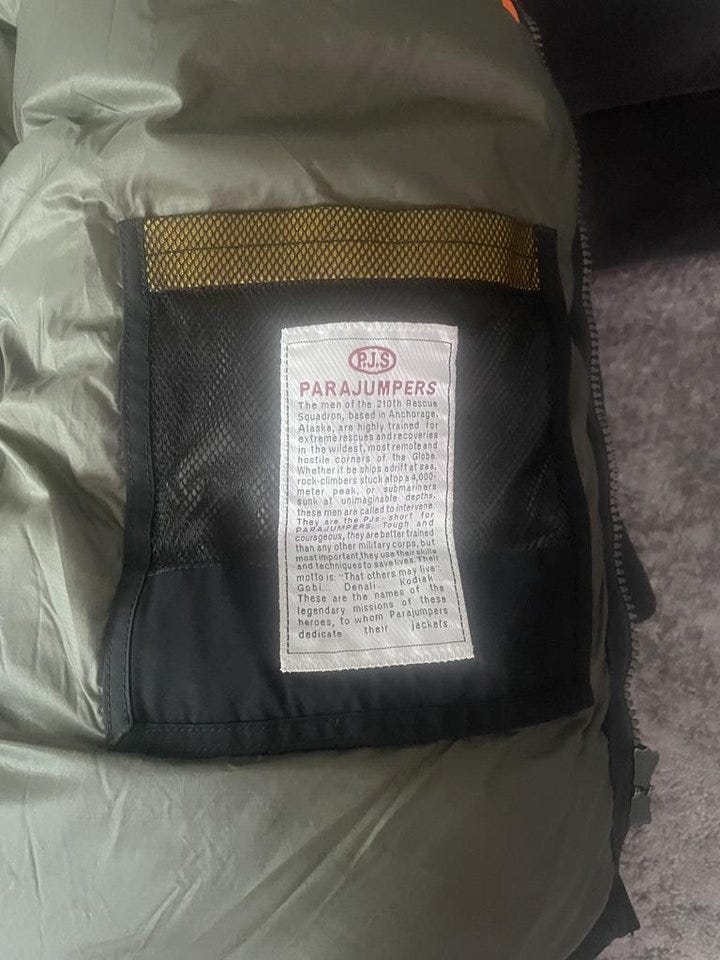 P.J.S
PARAJUMPERS
The men of the 210th Rescue
Squadron, based in Anchorage,
Alaska, are highly trained for
extreme rescues and recoveries
in the wildest, most remote and
hostile corners of the Globe.
Whether it be ships adrift at sea,
rock-climbers stuck atop a 4,000-
meter peak, or submariners
sunk at unimaginable depths,
these men are called to intervene.
They are the PJs: short for
PARAJUMPERS. Tough and
courageous, they are better trained
than any other military corps, but
most important, they use their skills
and techniques to save lives. Their
motto is: "That others may live".
Gobi... Denali... Kodiak...
These are the names of the
legendary missions of these
heroes, to whom Parajumpers
dedicate their jackets.